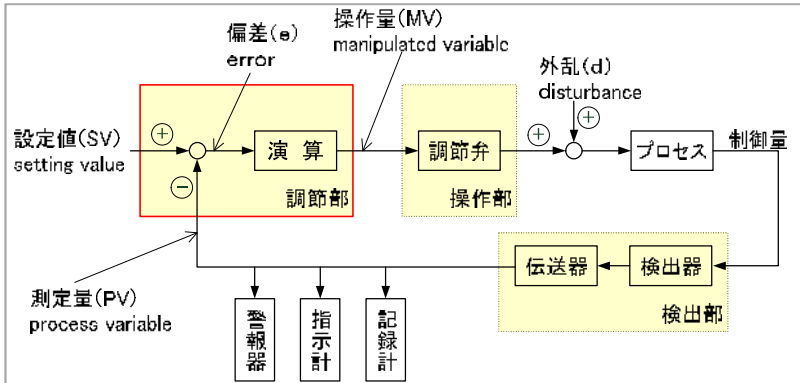 偏差(e)
error
操作量(MV)
manipulated variable
外乱(d)
disturbance
設定値(SV)
setting value
+
−
演 算
調節部
調節弁
操作部
+
+
プロセス
制御量
伝送器
検出器
検出部
測定量(PV)
process variable
警報器
指示計
記録計